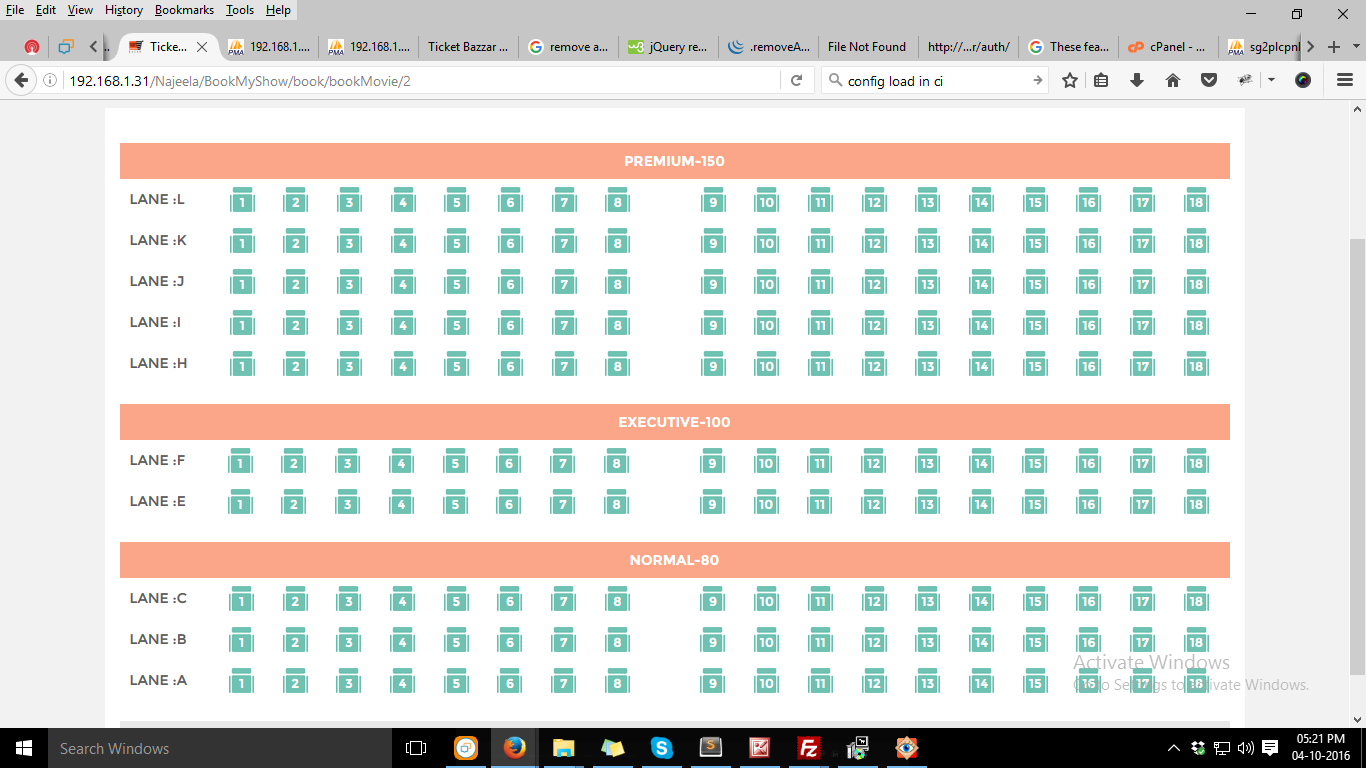 File Edit View History Bookmarks Tools Help
Ticke... 192.168.1.... 192.168.1.... Ticket Bazzar ... remove a... jQuery re... .removeA... File Not Found http://...r/auth/ These fea... cPanel - ... sg2plcpnl
192.168.1.31/Najeela/BookMyShow/book/bookMovie/2 config load in ci
PREMIUM-150
LANE :L 1 2 3 4 5 6 7 8 9 10 11 12 13 14 15 16 17 18
LANE :K 1 2 3 4 5 6 7 8 9 10 11 12 13 14 15 16 17 18
LANE :J 1 2 3 4 5 6 7 8 9 10 11 12 13 14 15 16 17 18
LANE :I 1 2 3 4 5 6 7 8 9 10 11 12 13 14 15 16 17 18
LANE :H 1 2 3 4 5 6 7 8 9 10 11 12 13 14 15 16 17 18
EXECUTIVE-100
LANE :F 1 2 3 4 5 6 7 8 9 10 11 12 13 14 15 16 17 18
LANE :E 1 2 3 4 5 6 7 8 9 10 11 12 13 14 15 16 17 18
NORMAL-80
LANE :C 1 2 3 4 5 6 7 8 9 10 11 12 13 14 15 16 17 18
LANE :B 1 2 3 4 5 6 7 8 9 10 11 12 13 14 15 16 17 18
Activate Windows
LANE :A 1 2 3 4 5 6 7 8 9 10 11 12 13 14 15 16 17 18
Go to Settings to activate Windows.
Search Windows
05:21 PM
04-10-2016